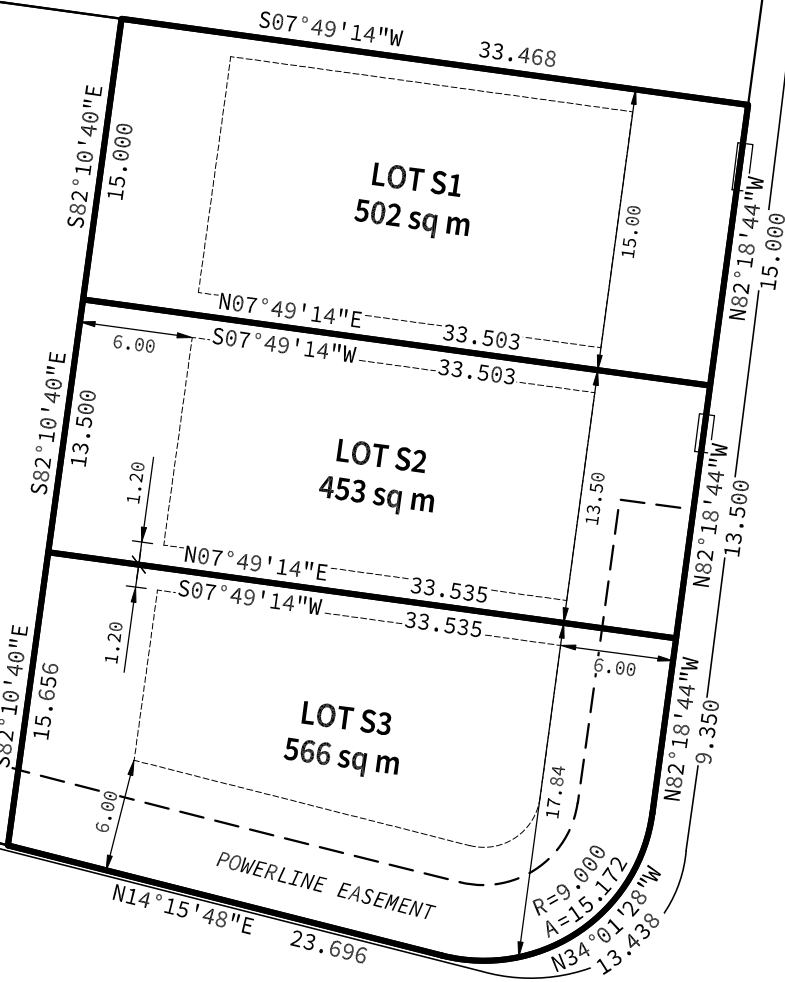 S07°49'14"W 33.468
S82°10'40"E
15.000
LOT S1
502 sq m
15.00
N82°18'44"W
15.000
N07°49'14"E 33.503
S07°49'14"W 33.503
6.00
S82°10'40"E
13.500
LOT S2
453 sq m
1.20
13.50
N82°18'44"W
13.500
N07°49'14"E 33.535
S07°49'14"W 33.535
1.20
6.00
S82°10'40"E
15.656
LOT S3
566 sq m
N82°18'44"W
9.350
17.84
6.00
POWERLINE EASEMENT
R=9.000
A=15.172
N34°01'28"W
13.438
N14°15'48"E 23.696